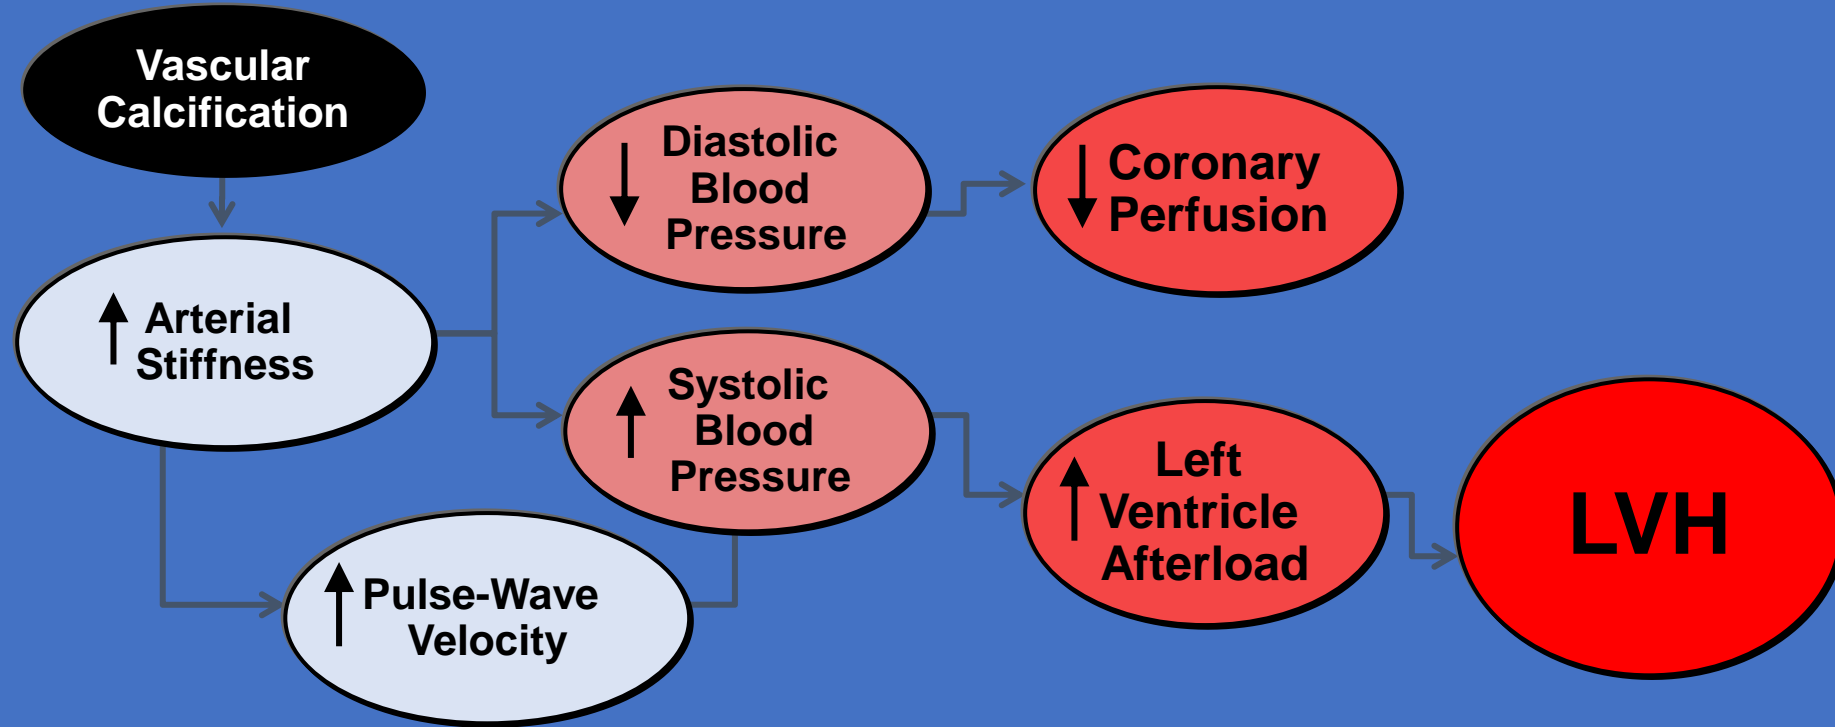 Vascular
Calcification
↑ Arterial
Stiffness
↓ Diastolic
Blood
Pressure
↓ Coronary
Perfusion
↑ Systolic
Blood
Pressure
↑ Left
Ventricle
Afterload
LVH
↑ Pulse-Wave
Velocity